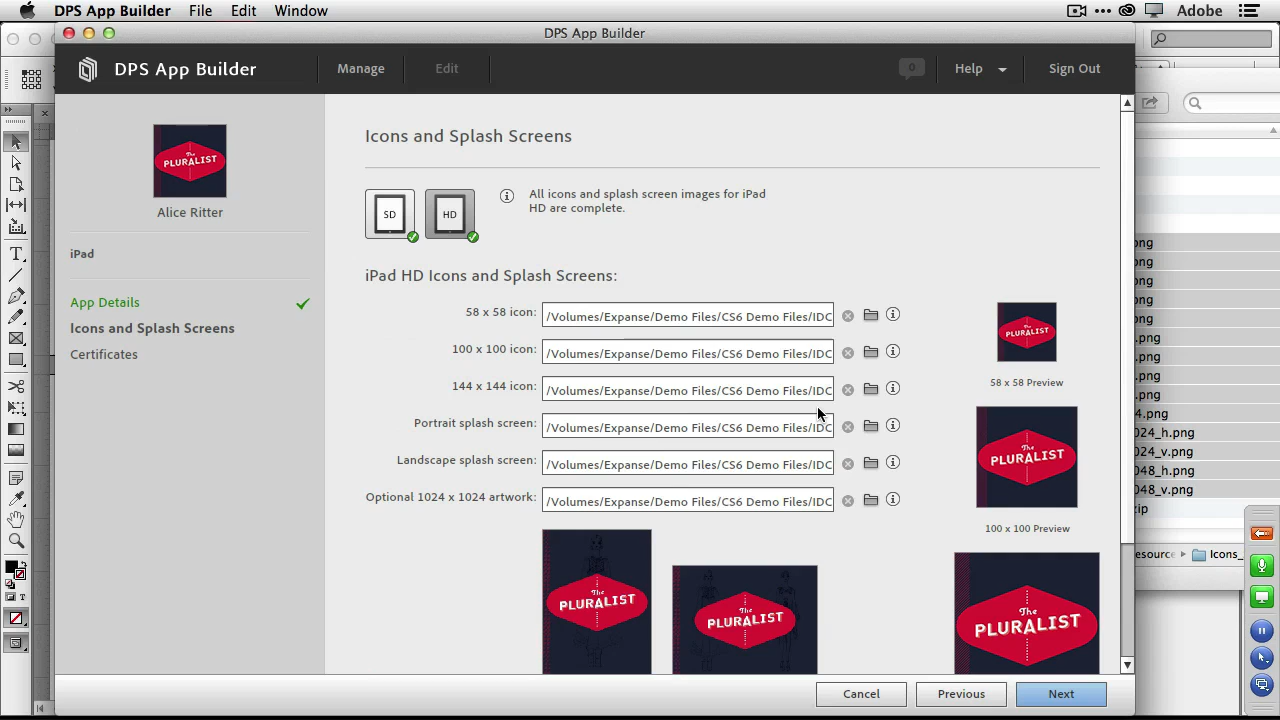 DPS App Builder File Edit Window Adobe
DPS App Builder
DPS App Builder Manage Edit 0 Help Sign Out
The
PLURALIST
Alice Ritter
iPad
App Details
Icons and Splash Screens
Certificates
Icons and Splash Screens
SD
HD
All icons and splash screen images for iPad
HD are complete.
iPad HD Icons and Splash Screens:
58 x 58 icon: /Volumes/Expanse/Demo Files/CS6 Demo Files/IDC
100 x 100 icon: /Volumes/Expanse/Demo Files/CS6 Demo Files/IDC
144 x 144 icon: /Volumes/Expanse/Demo Files/CS6 Demo Files/IDC
Portrait splash screen: /Volumes/Expanse/Demo Files/CS6 Demo Files/IDC
Landscape splash screen: /Volumes/Expanse/Demo Files/CS6 Demo Files/IDC
Optional 1024 x 1024 artwork: /Volumes/Expanse/Demo Files/CS6 Demo Files/IDC
The
PLURALIST
58 x 58 Preview
The
PLURALIST
100 x 100 Preview
The
PLURALIST
The
PLURALIST
The
PLURALIST
Cancel Previous Next
ng
ng
ng
ng
ng
.png
.png
.png
.png
4.png
024_h.png
024_v.png
048_h.png
048_v.png
zip
esource Icons_